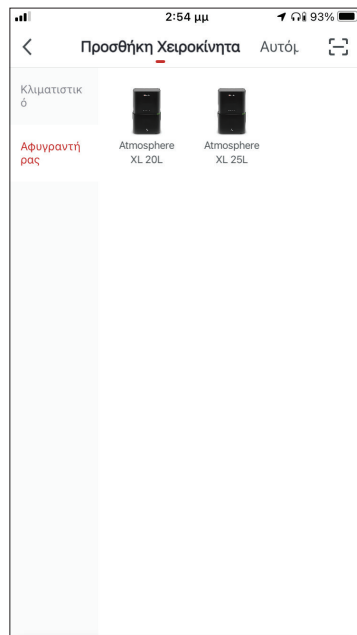 2:54 μμ
93%
Προσθήκη Χειροκίνητα
Αυτόμ
Κλιματιστικ
ό
Αφυγραντή
ρας
Atmosphere
XL 20L
Atmosphere
XL 25L